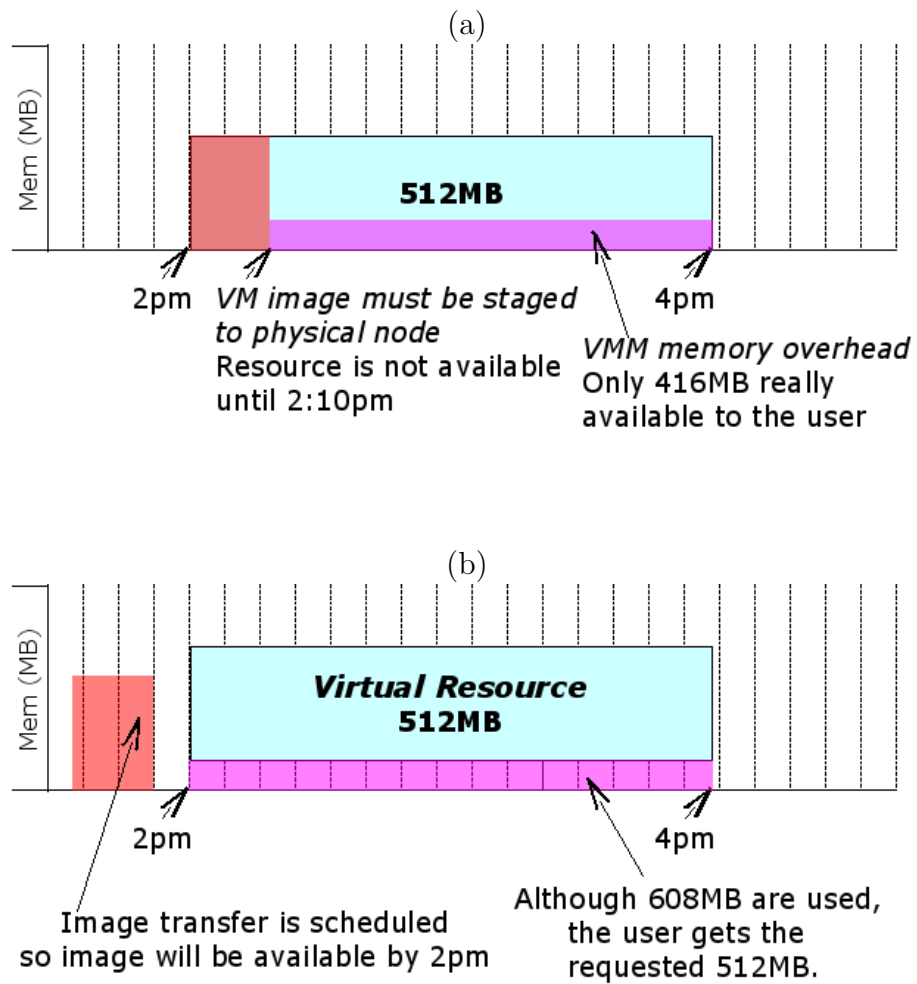 (a)
Mem (MB)
512MB
2pm
VM image must be staged
to physical node
Resource is not available
until 2:10pm
4pm
VMM memory overhead
Only 416MB really
available to the user
(b)
Mem (MB)
Virtual Resource
512MB
2pm
4pm
Image transfer is scheduled
so image will be available by 2pm
Although 608MB are used,
the user gets the
requested 512MB.